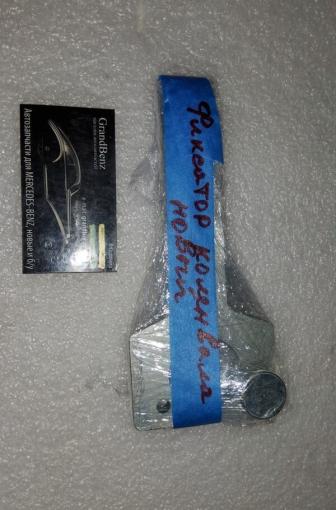 GrandBenz
Автозапчасти для MERCEDES-BENZ, новые и б/у
Фиксатор коленвала
новый